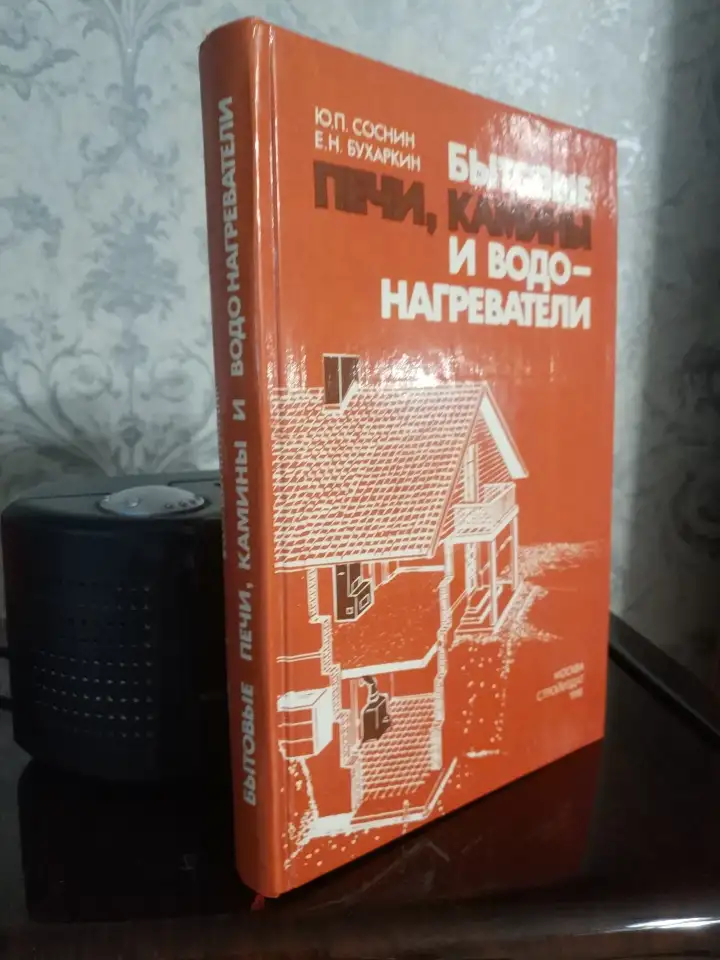 Ю.П. СОСНИН
Е.Н. БУХАРКИН
БЫТОВЫЕ
ПЕЧИ, КАМИНЫ
И ВОДО-
НАГРЕВАТЕЛИ
МОСКВА
СТРОЙИЗДАТ
БЫТОВЫЕ ПЕЧИ, КАМИНЫ И ВОДОНАГРЕВАТЕЛИ